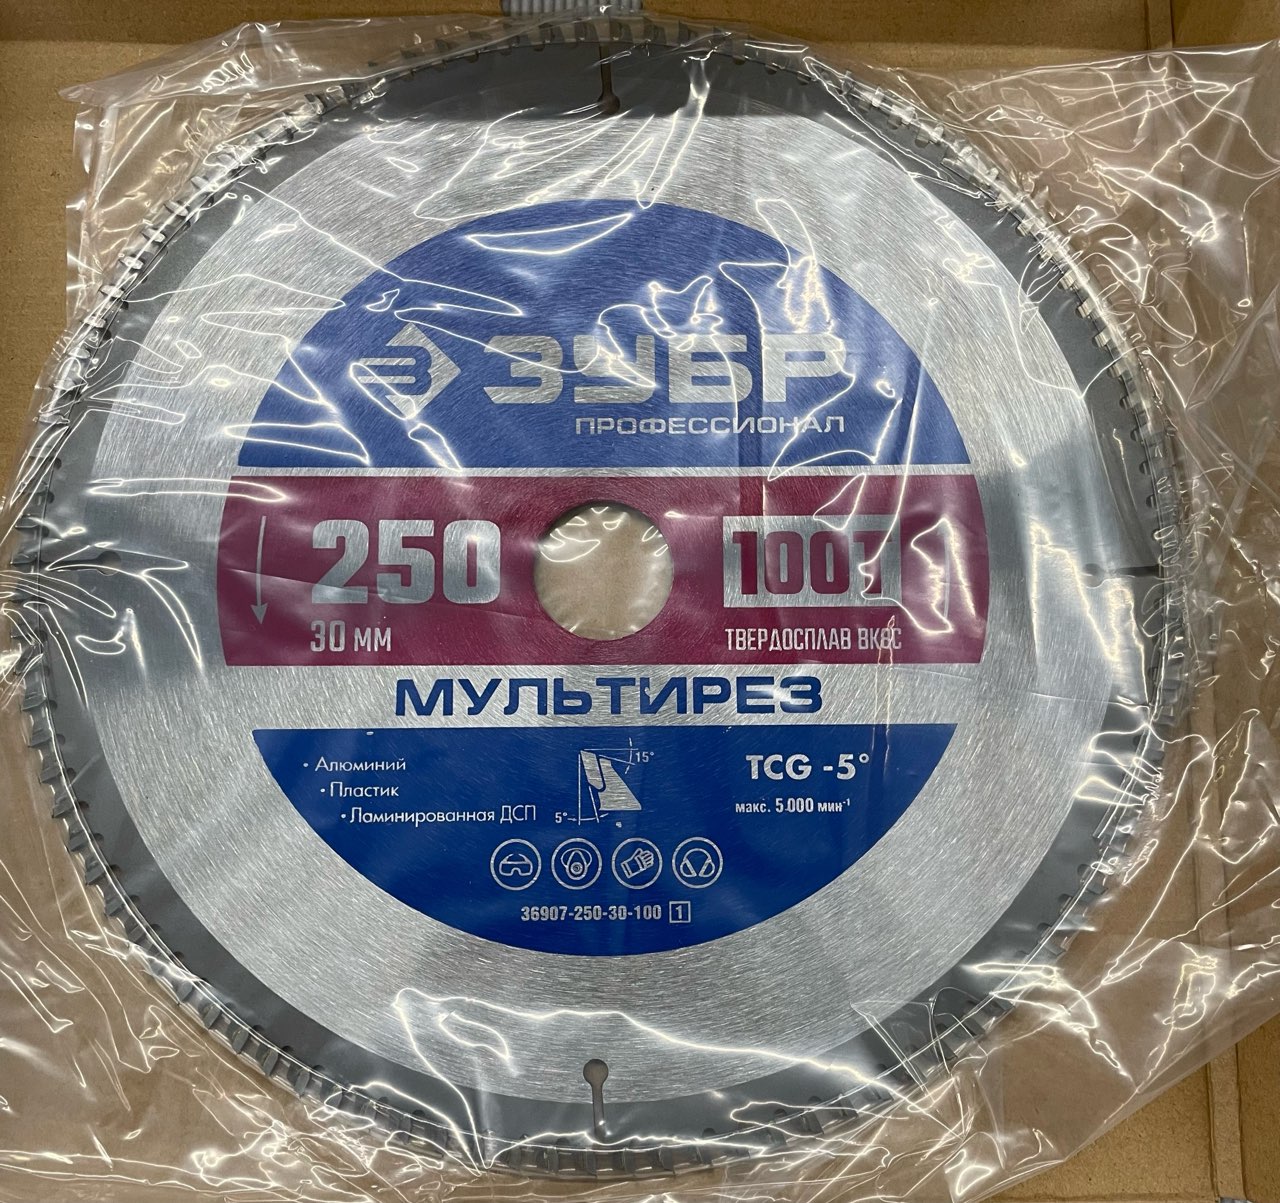 ЗУБР
ПРОФЕССИОНАЛ
250
100T
30 ММ
ТВЕРДОСПЛАВ ВК8С
МУЛЬТИРЕЗ
• Алюминий
• Пластик
• Ламинированная ДСП
15°
5°
TCG -5°
макс. 5.000 мин⁻¹
36907-250-30-100 1